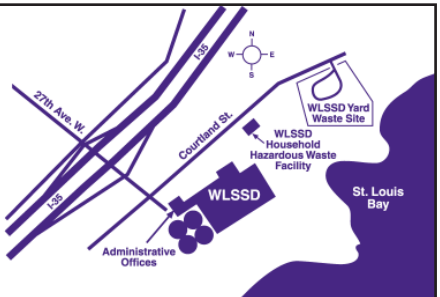 I-35
N
W
E
S
27th Ave. W.
Courtland St.
WLSSD Yard
Waste Site
WLSSD
Household
Hazardous Waste
Facility
WLSSD
St. Louis
Bay
I-35
Administrative
Offices